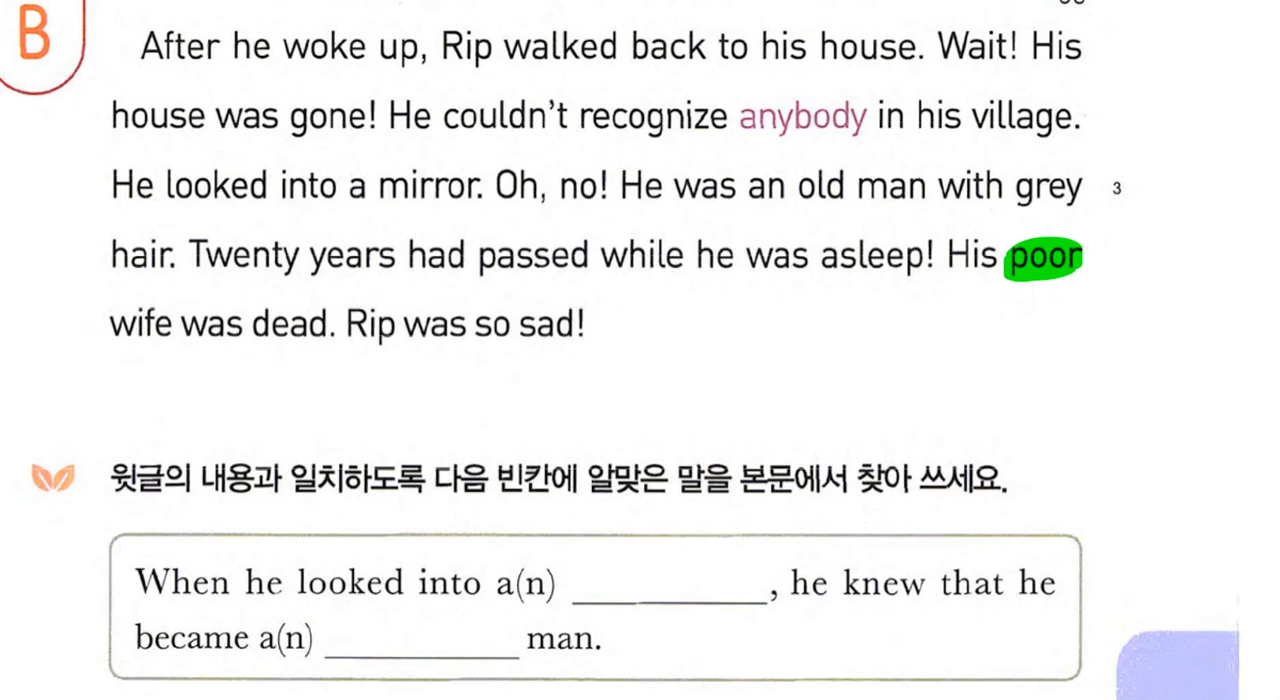 B
After he woke up, Rip walked back to his house. Wait! His
house was gone! He couldn't recognize anybody in his village.
He looked into a mirror. Oh, no! He was an old man with grey 3
hair. Twenty years had passed while he was asleep! His poor
wife was dead. Rip was so sad!
윗글의 내용과 일치하도록 다음 빈칸에 알맞은 말을 본문에서 찾아 쓰세요.
When he looked into a(n) __________, he knew that he
became a(n) __________ man.